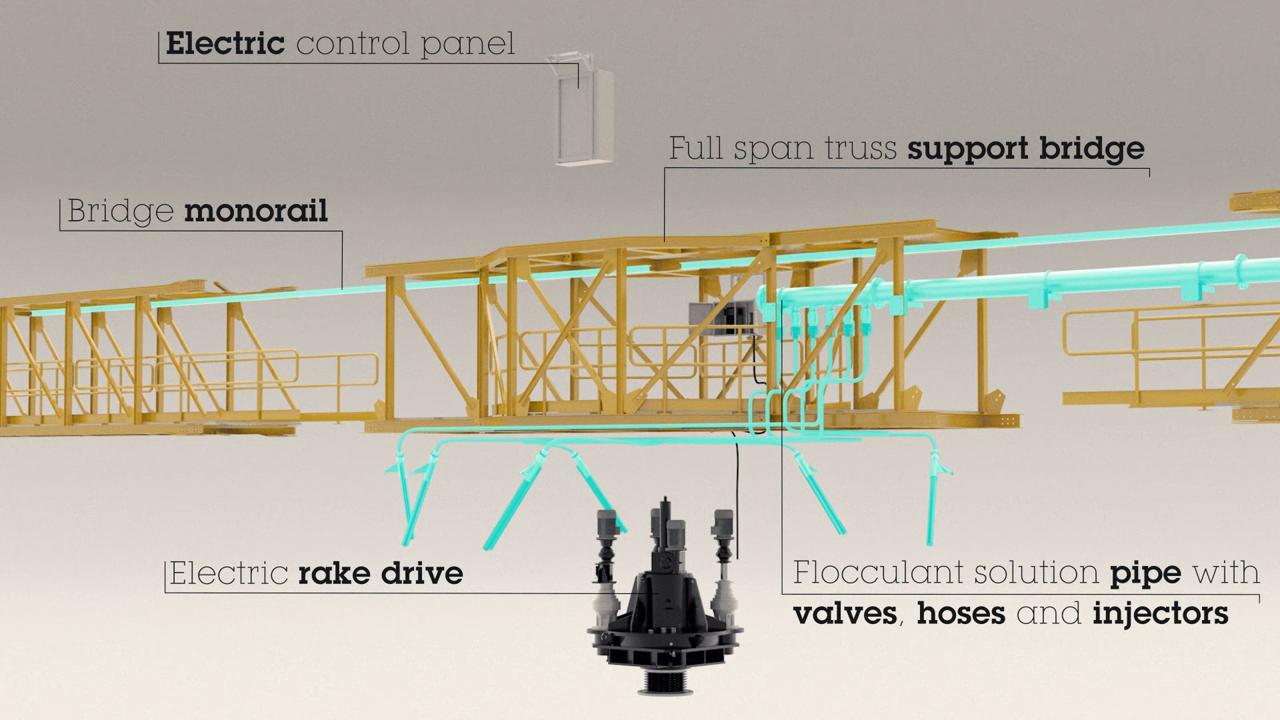 Electric control panel
Full span truss support bridge
Bridge monorail
Electric rake drive
Flocculant solution pipe with
valves, hoses and injectors